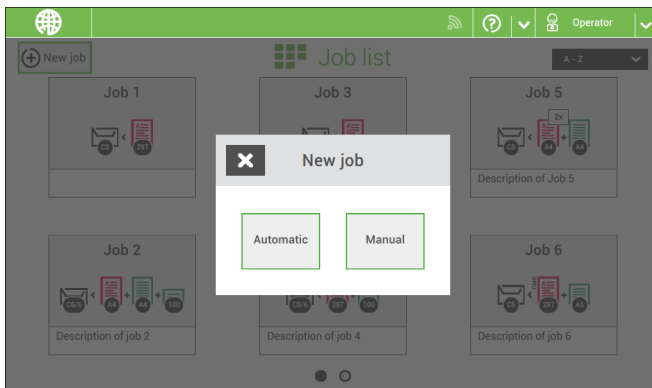 Operator
New job
Job list
A - Z
Job 1
C5
297
Job 3
Job 5
2x
C5
A4
A4
Description of Job 5
New job
Automatic
Manual
Job 2
C5/6
A4
A4
100
Description of job 2
C5/6
297
100
Description of job 4
Job 6
C5
297
A5
Description of job 6